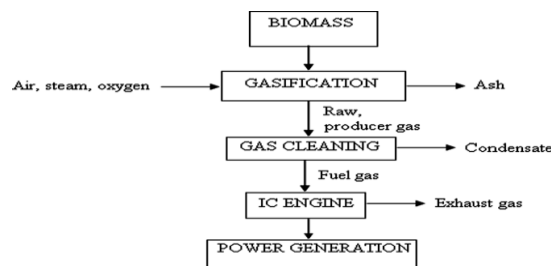 BIOMASS
Air, steam, oxygen
GASIFICATION
Ash
Raw,
producer gas
GAS CLEANING
Condensate
Fuel gas
IC ENGINE
Exhaust gas
POWER GENERATION